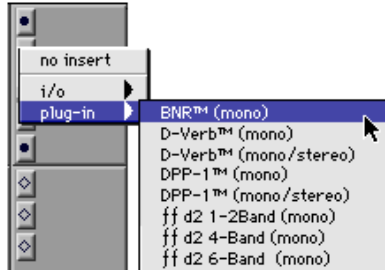 no insert
i/o
plug-in
BNR™ (mono)
D-Verb™ (mono)
D-Verb™ (mono/stereo)
DPP-1™ (mono)
DPP-1™ (mono/stereo)
ff d2 1-2Band (mono)
ff d2 4-Band (mono)
ff d2 6-Band (mono)